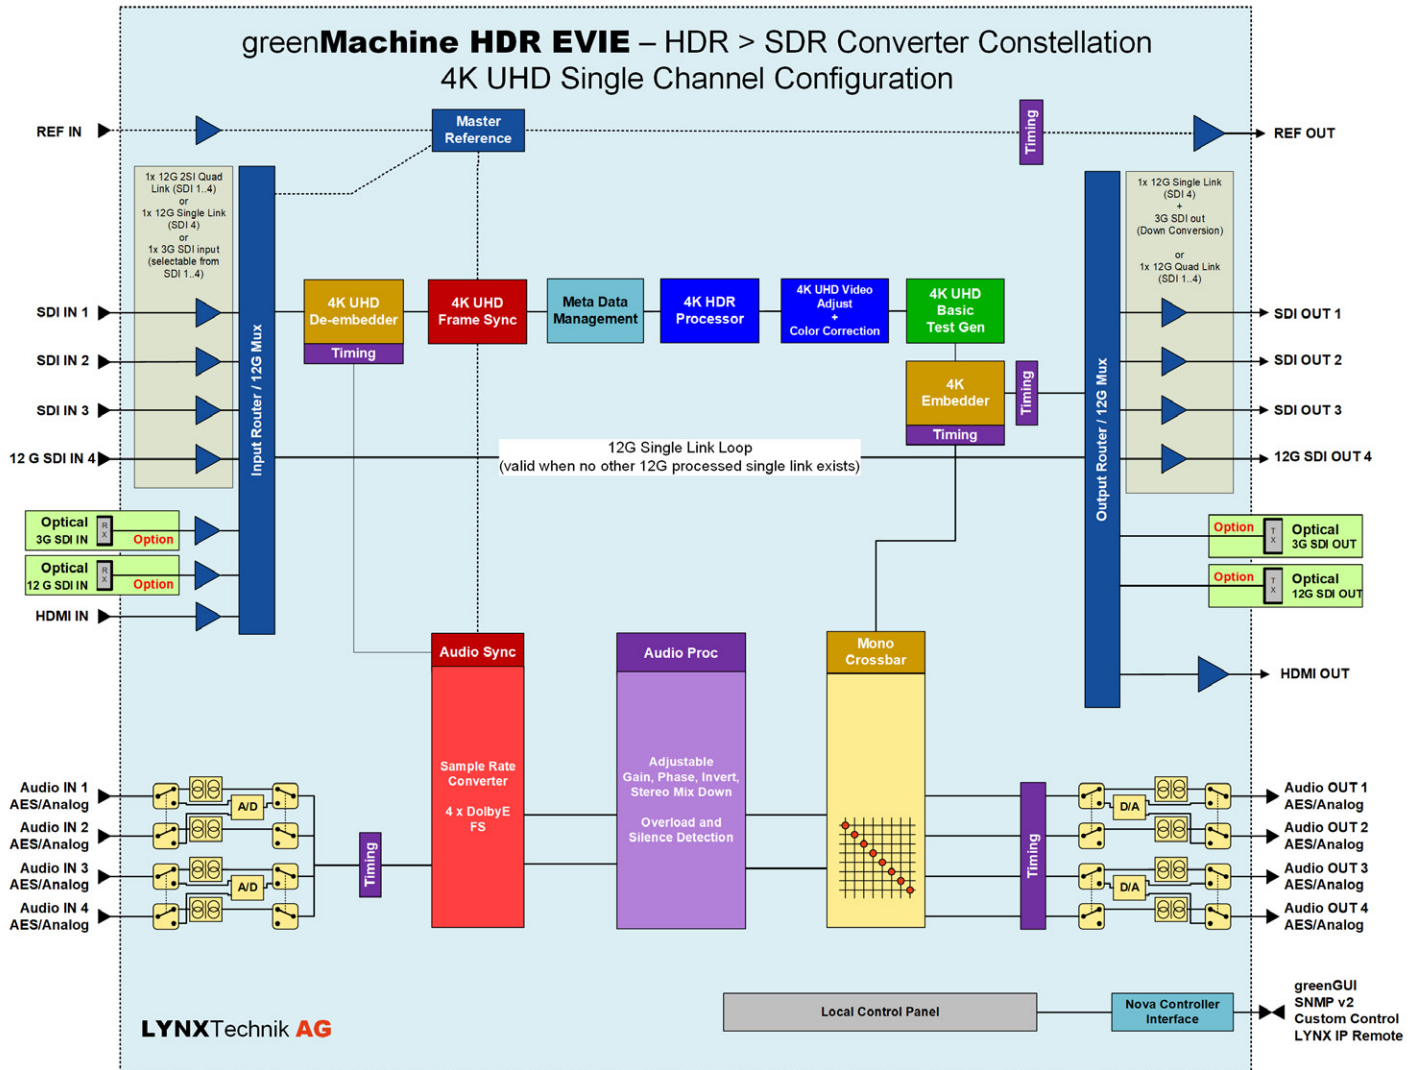 greenMachine HDR EVIE – HDR > SDR Converter Constellation
4K UHD Single Channel Configuration
REF IN
Master
Reference
Timing
REF OUT
1x 12G 2SI Quad
Link (SDI 1..4)
or
1x 12G Single Link
(SDI 4)
or
1x 3G SDI input
(selectable from
SDI 1..4)
Input Router / 12G Mux
SDI IN 1
SDI IN 2
SDI IN 3
12 G SDI IN 4
Optical
3G SDI IN
RX
Option
Optical
12 G SDI IN
RX
Option
HDMI IN
4K UHD
De-embedder
Timing
4K UHD
Frame Sync
Meta Data
Management
4K HDR
Processor
4K UHD Video
Adjust
+
Color Correction
4K UHD
Basic
Test Gen
4K
Embedder
Timing
Timing
12G Single Link Loop
(valid when no other 12G processed single link exists)
Output Router / 12G Mux
1x 12G Single Link
(SDI 4)
+
3G SDI out
(Down Conversion)
or
1x 12G Quad Link
(SDI 1..4)
SDI OUT 1
SDI OUT 2
SDI OUT 3
12G SDI OUT 4
Option
TX
Optical
3G SDI OUT
Option
TX
Optical
12G SDI OUT
HDMI OUT
Audio Sync
Sample Rate
Converter
4 x DolbyE
FS
Audio Proc
Adjustable
Gain, Phase, Invert,
Stereo Mix Down
Overload and
Silence Detection
Mono
Crossbar
Audio IN 1
AES/Analog
Audio IN 2
AES/Analog
Audio IN 3
AES/Analog
Audio IN 4
AES/Analog
A/D
A/D
Timing
Timing
D/A
D/A
Audio OUT 1
AES/Analog
Audio OUT 2
AES/Analog
Audio OUT 3
AES/Analog
Audio OUT 4
AES/Analog
Local Control Panel
Nova Controller
Interface
greenGUI
SNMP v2
Custom Control
LYNX IP Remote
LYNXTechnik AG